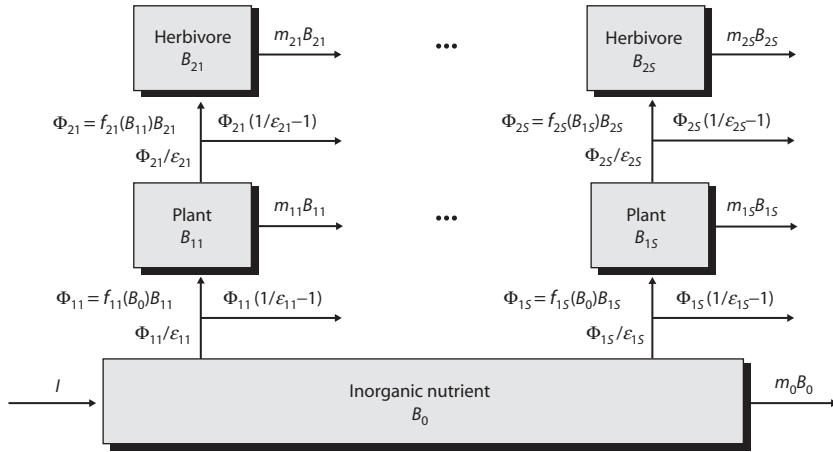 Herbivore
B₂₁
m₂₁B₂₁
•••
Herbivore
B₂S
m₂SB₂S
Φ₂₁ = f₂₁(B₁₁)B₂₁
Φ₂₁(1/ε₂₁−1)
Φ₂₁/ε₂₁
Φ₂S = f₂S(B₁S)B₂S
Φ₂S(1/ε₂S−1)
Φ₂S/ε₂S
Plant
B₁₁
m₁₁B₁₁
•••
Plant
B₁S
m₁SB₁S
Φ₁₁ = f₁₁(B₀)B₁₁
Φ₁₁(1/ε₁₁−1)
Φ₁₁/ε₁₁
Φ₁S = f₁S(B₀)B₁S
Φ₁S(1/ε₁S−1)
Φ₁S/ε₁S
I
Inorganic nutrient
B₀
m₀B₀